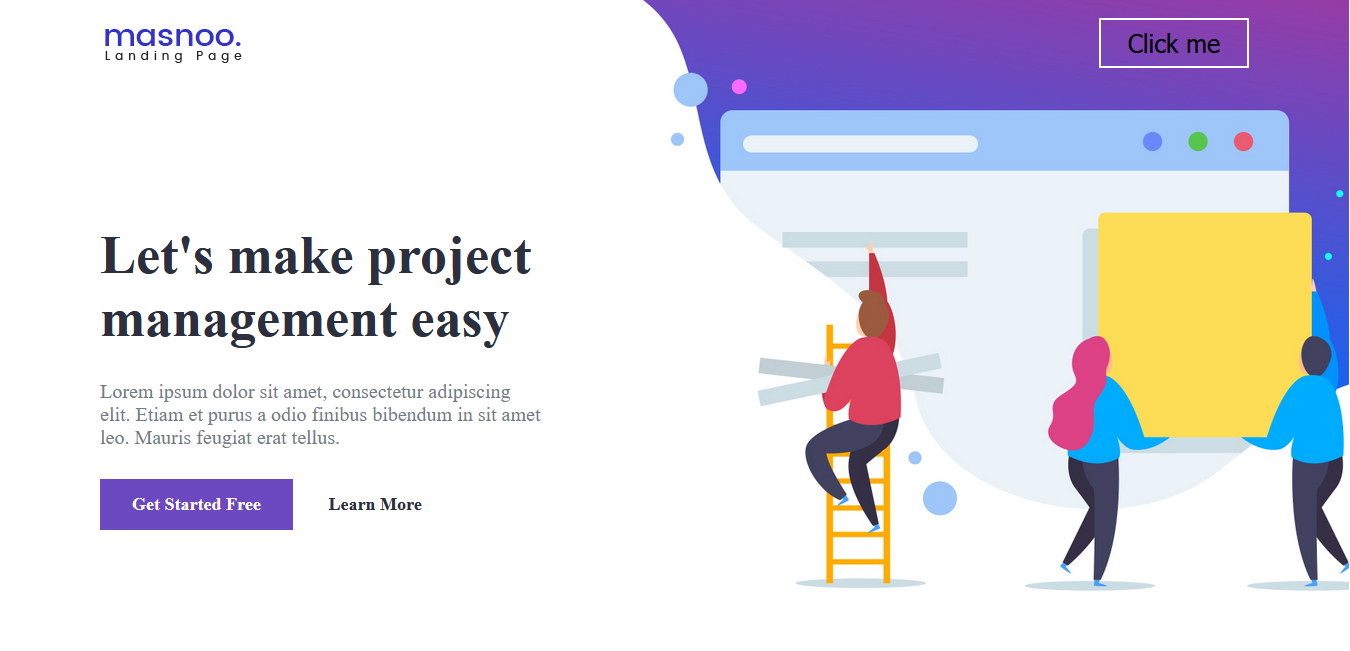 masnoo.
Landing Page
Click me
Let's make project
management easy
Lorem ipsum dolor sit amet, consectetur adipiscing
elit. Etiam et purus a odio finibus bibendum in sit amet
leo. Mauris feugiat erat tellus.
Get Started Free
Learn More